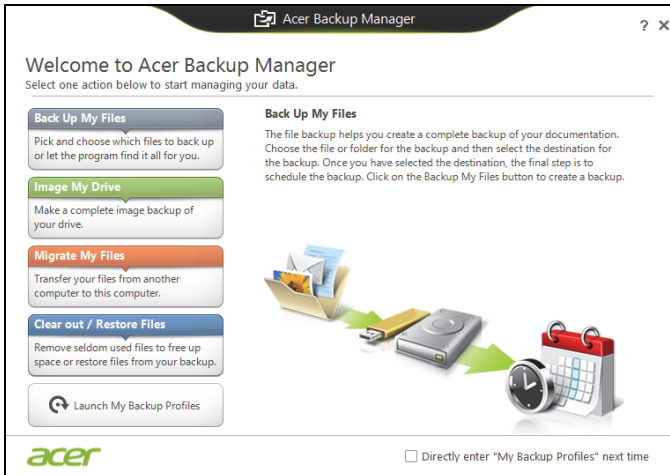 Acer Backup Manager
? X
Welcome to Acer Backup Manager
Select one action below to start managing your data.
Back Up My Files
Pick and choose which files to back up
or let the program find it all for you.
Image My Drive
Make a complete image backup of
your drive.
Migrate My Files
Transfer your files from another
computer to this computer.
Clear out / Restore Files
Remove seldom used files to free up
space or restore files from your backup.
Launch My Backup Profiles
Back Up My Files
The file backup helps you create a complete backup of your documentation.
Choose the file or folder for the backup and then select the destination for
the backup. Once you have selected the destination, the final step is to
schedule the backup. Click on the Backup My Files button to create a backup.
acer
Directly enter "My Backup Profiles" next time